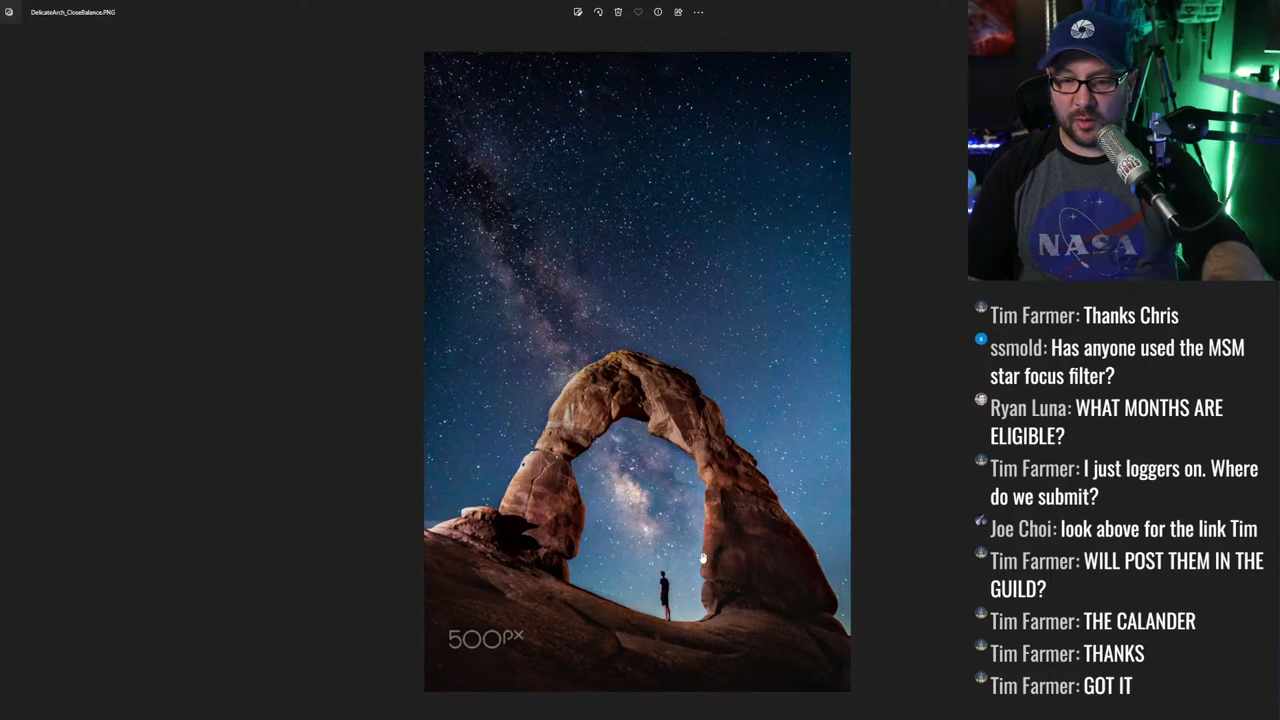 DelicateArch_CloseBalance.PNG
500px
NASA
Tim Farmer: Thanks Chris
ssmold: Has anyone used the MSM
star focus filter?
Ryan Luna: WHAT MONTHS ARE
ELIGIBLE?
Tim Farmer: I just loggers on. Where
do we submit?
Joe Choi: look above for the link Tim
Tim Farmer: WILL POST THEM IN THE
GUILD?
Tim Farmer: THE CALANDER
Tim Farmer: THANKS
Tim Farmer: GOT IT